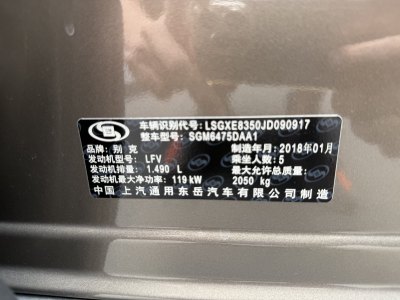 车辆识别代号: LSGXE8350JD090917
整车型号: SGM6475DAA1
品牌: 别克 制造年月: 2018年01月
发动机型号: LFV 乘坐人数: 5
发动机排量: 1.490 L 最大允许总质量:
发动机最大净功率: 119 kW 2050 kg
中国 上汽通用东岳汽车有限公司制造